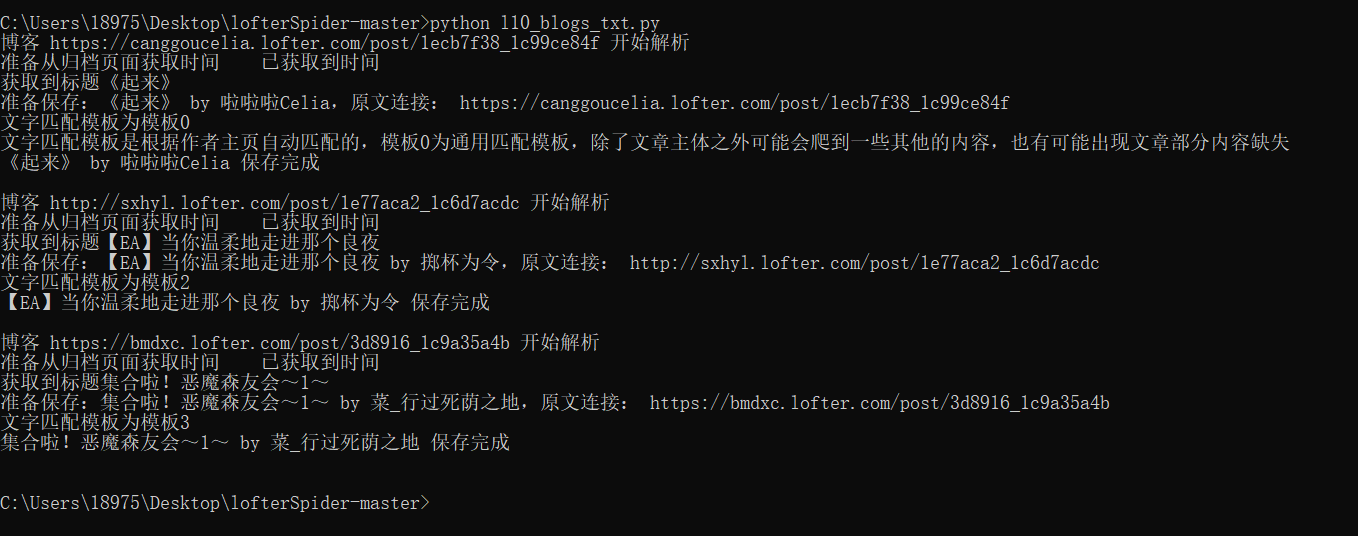 C:\Users\18975\Desktop\lofterSpider-master>python l10_blogs_txt.py
博客 https://canggoucelia.lofter.com/post/1ecb7f38_1c99ce84f 开始解析
准备从归档页面获取时间    已获取到时间
获取到标题《起来》
准备保存：《起来》 by 啦啦啦Celia，原文连接： https://canggoucelia.lofter.com/post/1ecb7f38_1c99ce84f
文字匹配模板为模板0
文字匹配模板是根据作者主页自动匹配的，模板0为通用匹配模板，除了文章主体之外可能会爬到一些其他的内容，也有可能出现文章部分内容缺失
《起来》 by 啦啦啦Celia 保存完成
博客 http://sxhyl.lofter.com/post/1e77aca2_1c6d7acdc 开始解析
准备从归档页面获取时间    已获取到时间
获取到标题【EA】当你温柔地走进那个良夜
准备保存：【EA】当你温柔地走进那个良夜 by 掷杯为令，原文连接： http://sxhyl.lofter.com/post/1e77aca2_1c6d7acdc
文字匹配模板为模板2
【EA】当你温柔地走进那个良夜 by 掷杯为令 保存完成
博客 https://bmdxc.lofter.com/post/3d8916_1c9a35a4b 开始解析
准备从归档页面获取时间    已获取到时间
获取到标题集合啦！恶魔森友会～1～
准备保存：集合啦！恶魔森友会～1～ by 菜_行过死荫之地，原文连接： https://bmdxc.lofter.com/post/3d8916_1c9a35a4b
文字匹配模板为模板3
集合啦！恶魔森友会～1～ by 菜_行过死荫之地 保存完成
C:\Users\18975\Desktop\lofterSpider-master>